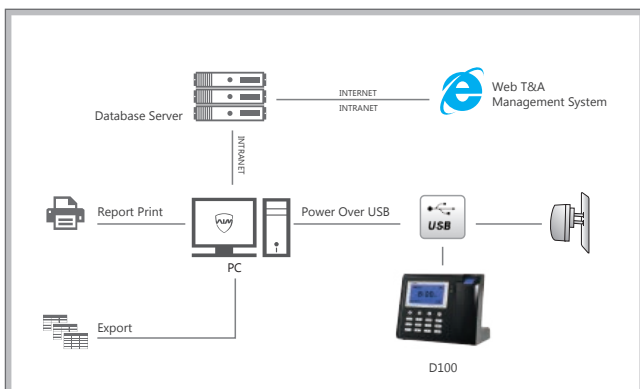 INTERNET
Web T&A
Management System
INTRANET
Database Server
INTRANET
Report Print
Power Over USB
USB
PC
Export
D100